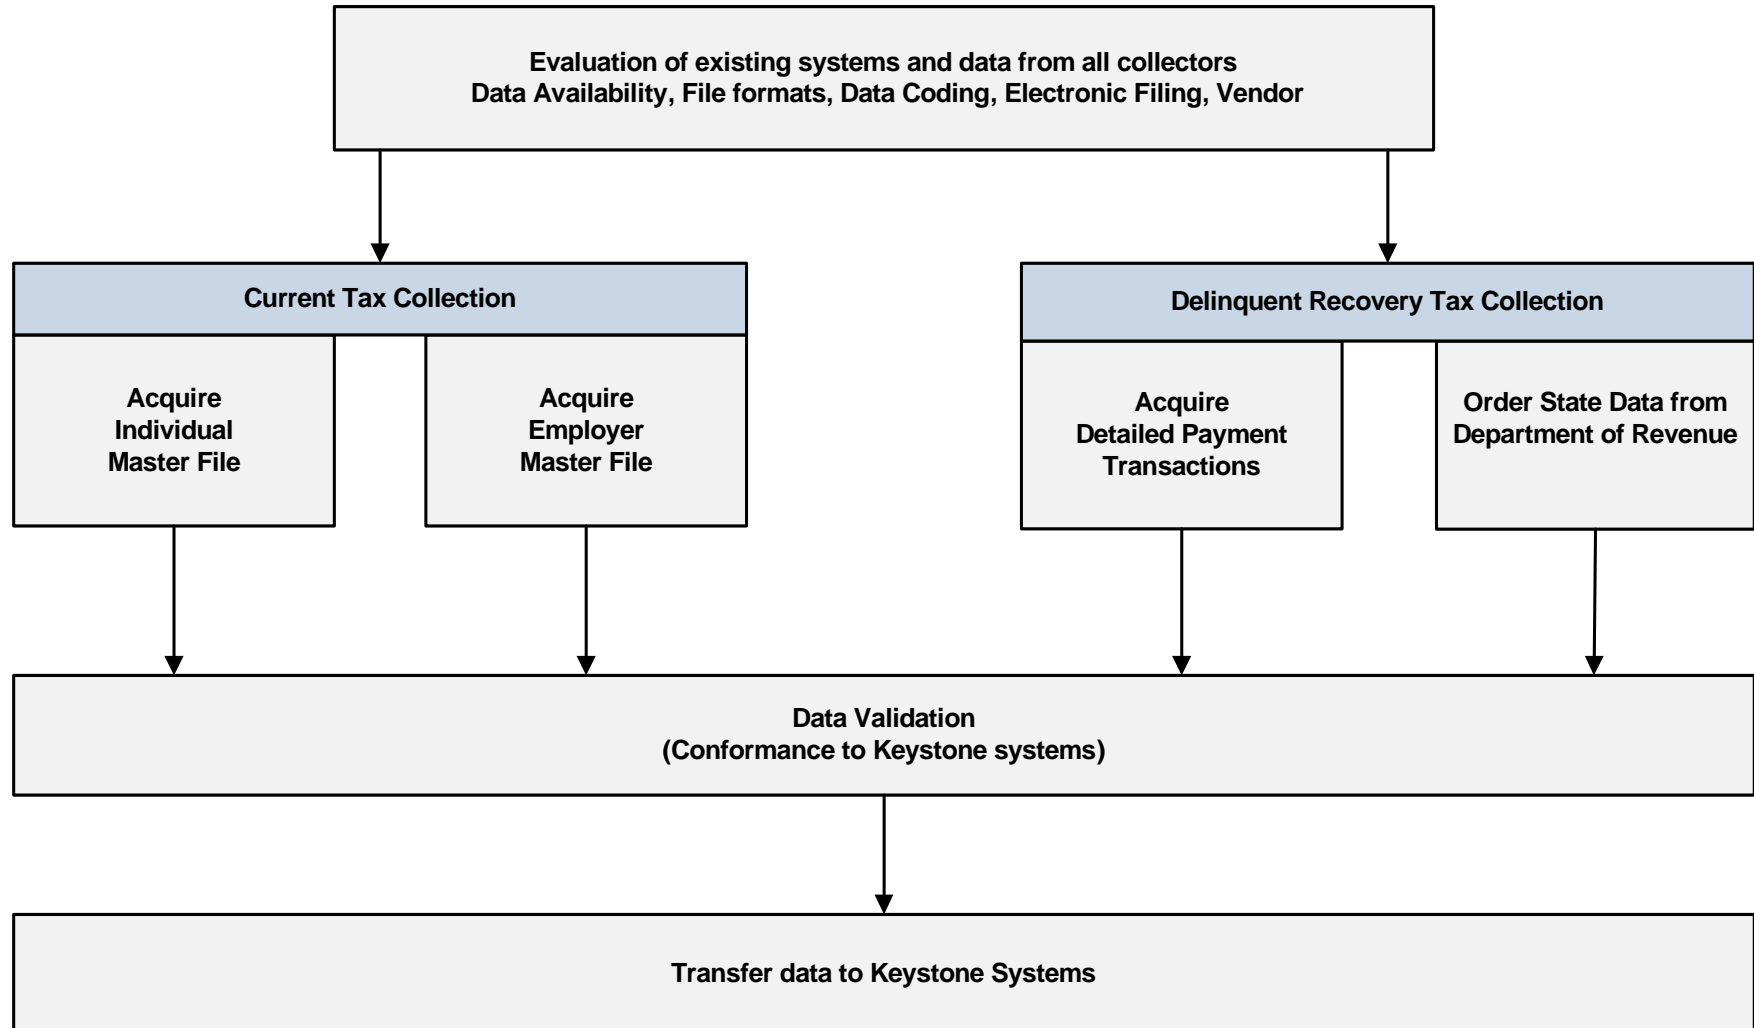 Evaluation of existing systems and data from all collectors
Data Availability, File formats, Data Coding, Electronic Filing, Vendor
Current Tax Collection
Delinquent Recovery Tax Collection
Acquire
Individual
Master File
Acquire
Employer
Master File
Acquire
Detailed Payment
Transactions
Order State Data from
Department of Revenue
Data Validation
(Conformance to Keystone systems)
Transfer data to Keystone Systems